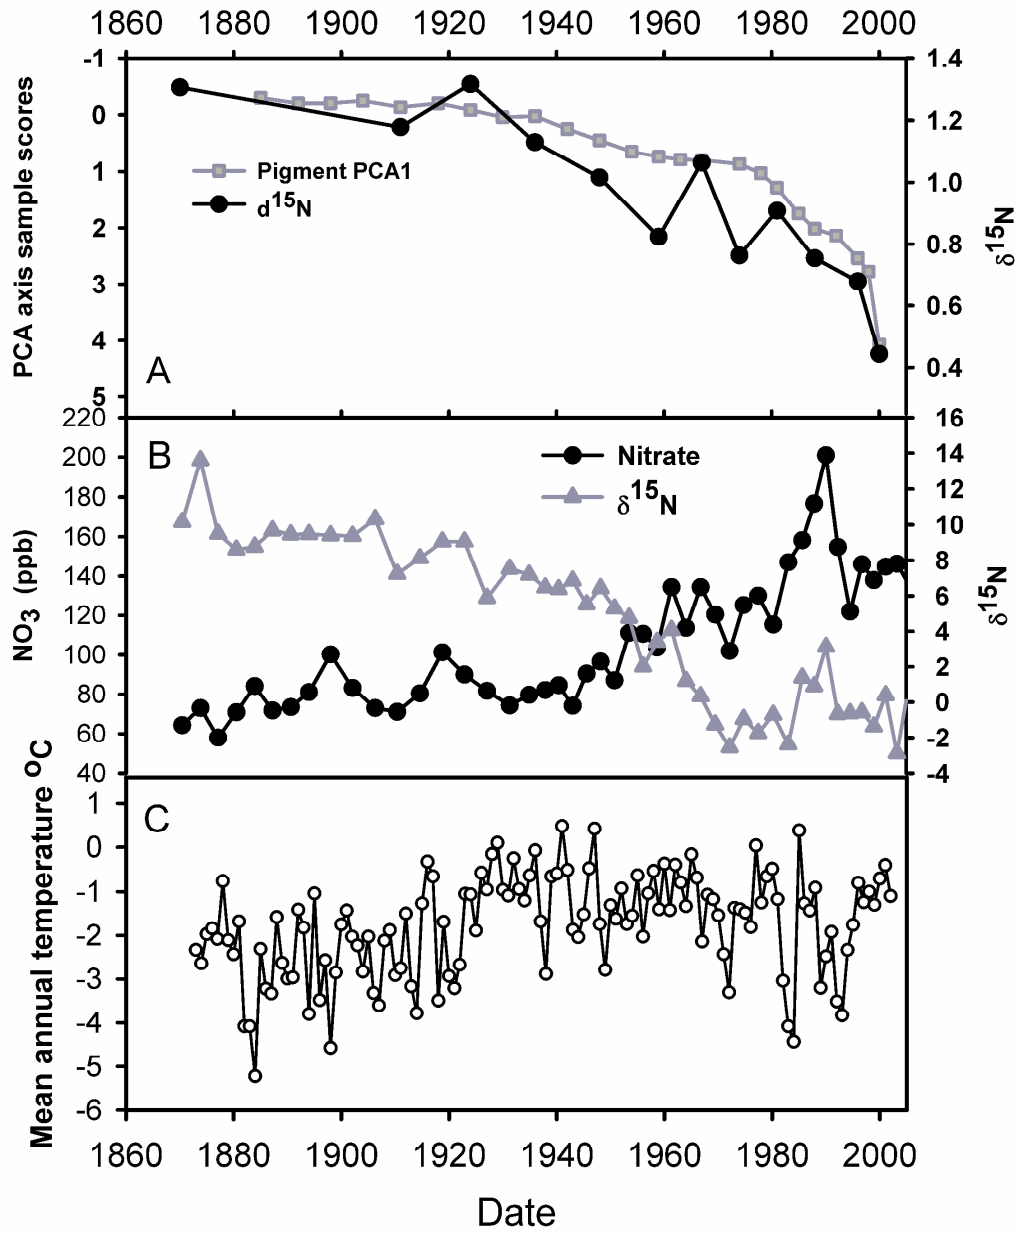 1860 1880 1900 1920 1940 1960 1980 2000
PCA axis sample scores
-1
0
1
2
3
4
5
Pigment PCA1
d15N
A
1.4
1.2
1.0
0.8
0.6
0.4
δ15N
NO3 (ppb)
220
200
180
160
140
120
100
80
60
40
B
Nitrate
δ15N
16
14
12
10
8
6
4
2
0
-2
-4
δ15N
Mean annual temperature oC
1
0
-1
-2
-3
-4
-5
-6
C
1860 1880 1900 1920 1940 1960 1980 2000
Date